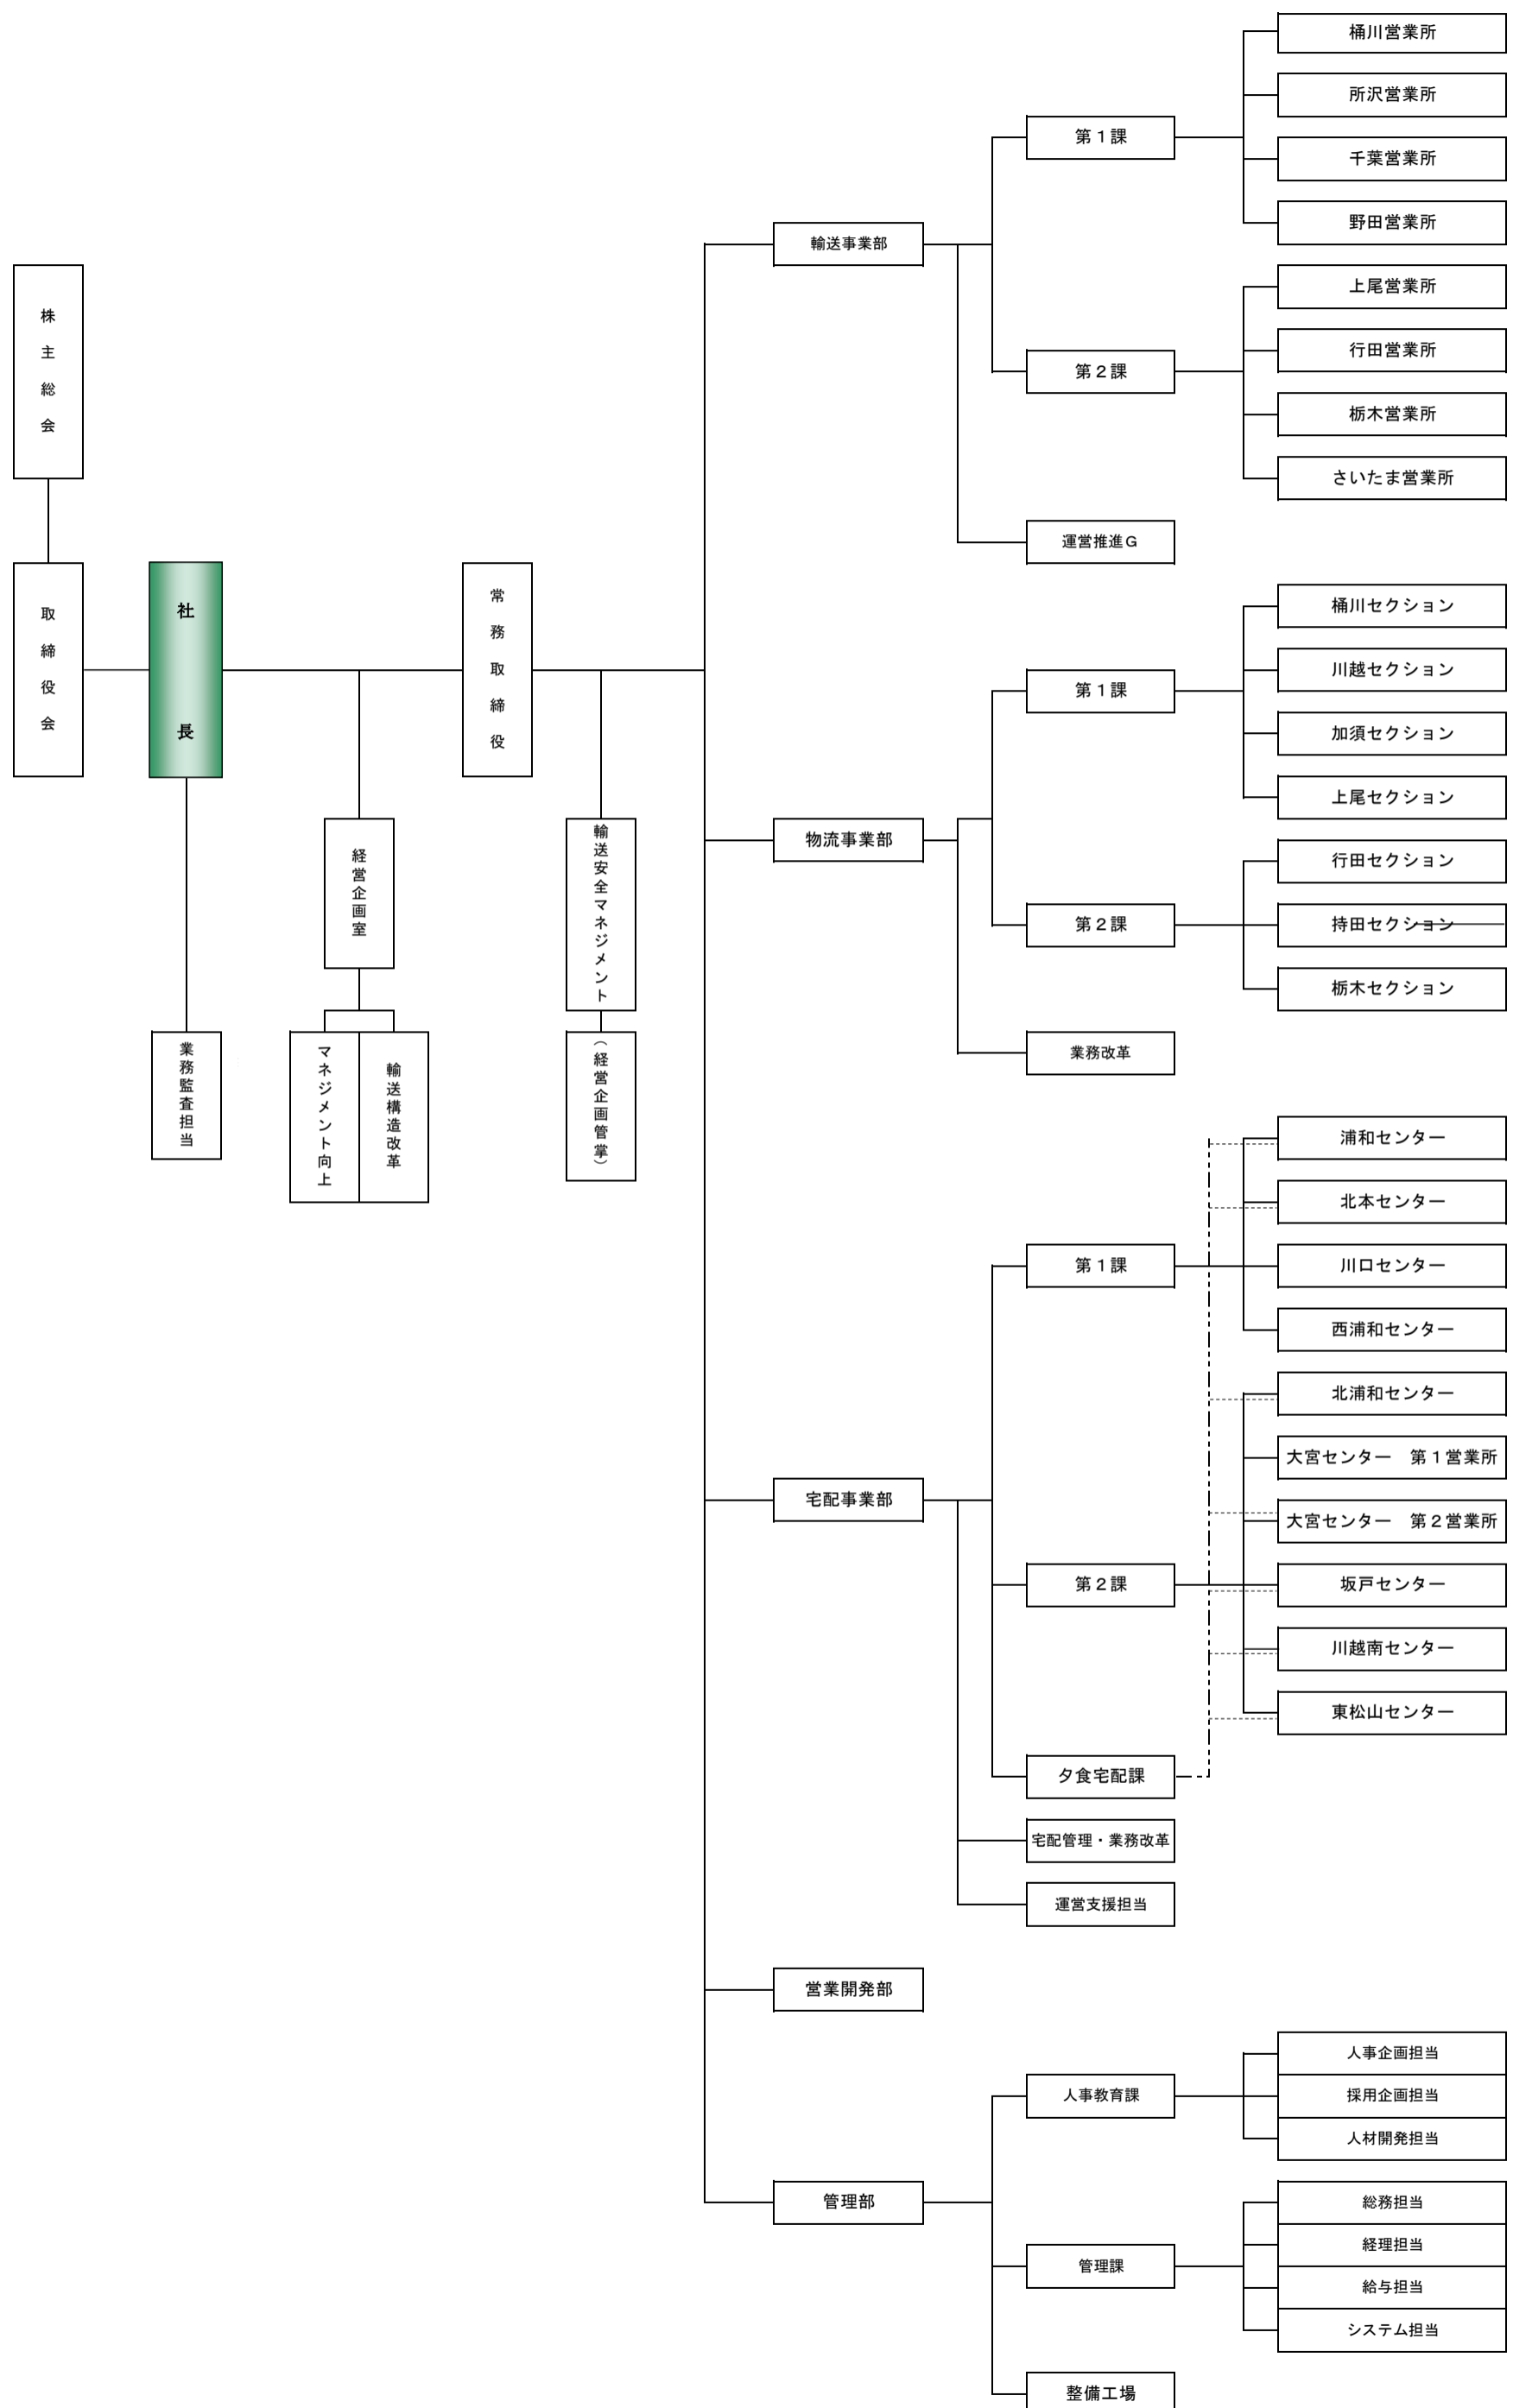 株主総会
取締役会
社長
常務取締役
経営企画室
輸送安全マネジメント
（経営企画管掌）
業務監査担当
マネジメント向上
輸送構造改革
輸送事業部
第１課
桶川営業所
所沢営業所
千葉営業所
野田営業所
第２課
上尾営業所
行田営業所
栃木営業所
さいたま営業所
運営推進Ｇ
物流事業部
第１課
桶川セクション
川越セクション
加須セクション
上尾セクション
第２課
行田セクション
持田セクション
栃木セクション
業務改革
宅配事業部
第１課
浦和センター
北本センター
川口センター
西浦和センター
第２課
北浦和センター
大宮センター　第１営業所
大宮センター　第２営業所
坂戸センター
川越南センター
東松山センター
夕食宅配課
宅配管理・業務改革
運営支援担当
営業開発部
管理部
人事教育課
人事企画担当
採用企画担当
人材開発担当
管理課
総務担当
経理担当
給与担当
システム担当
整備工場